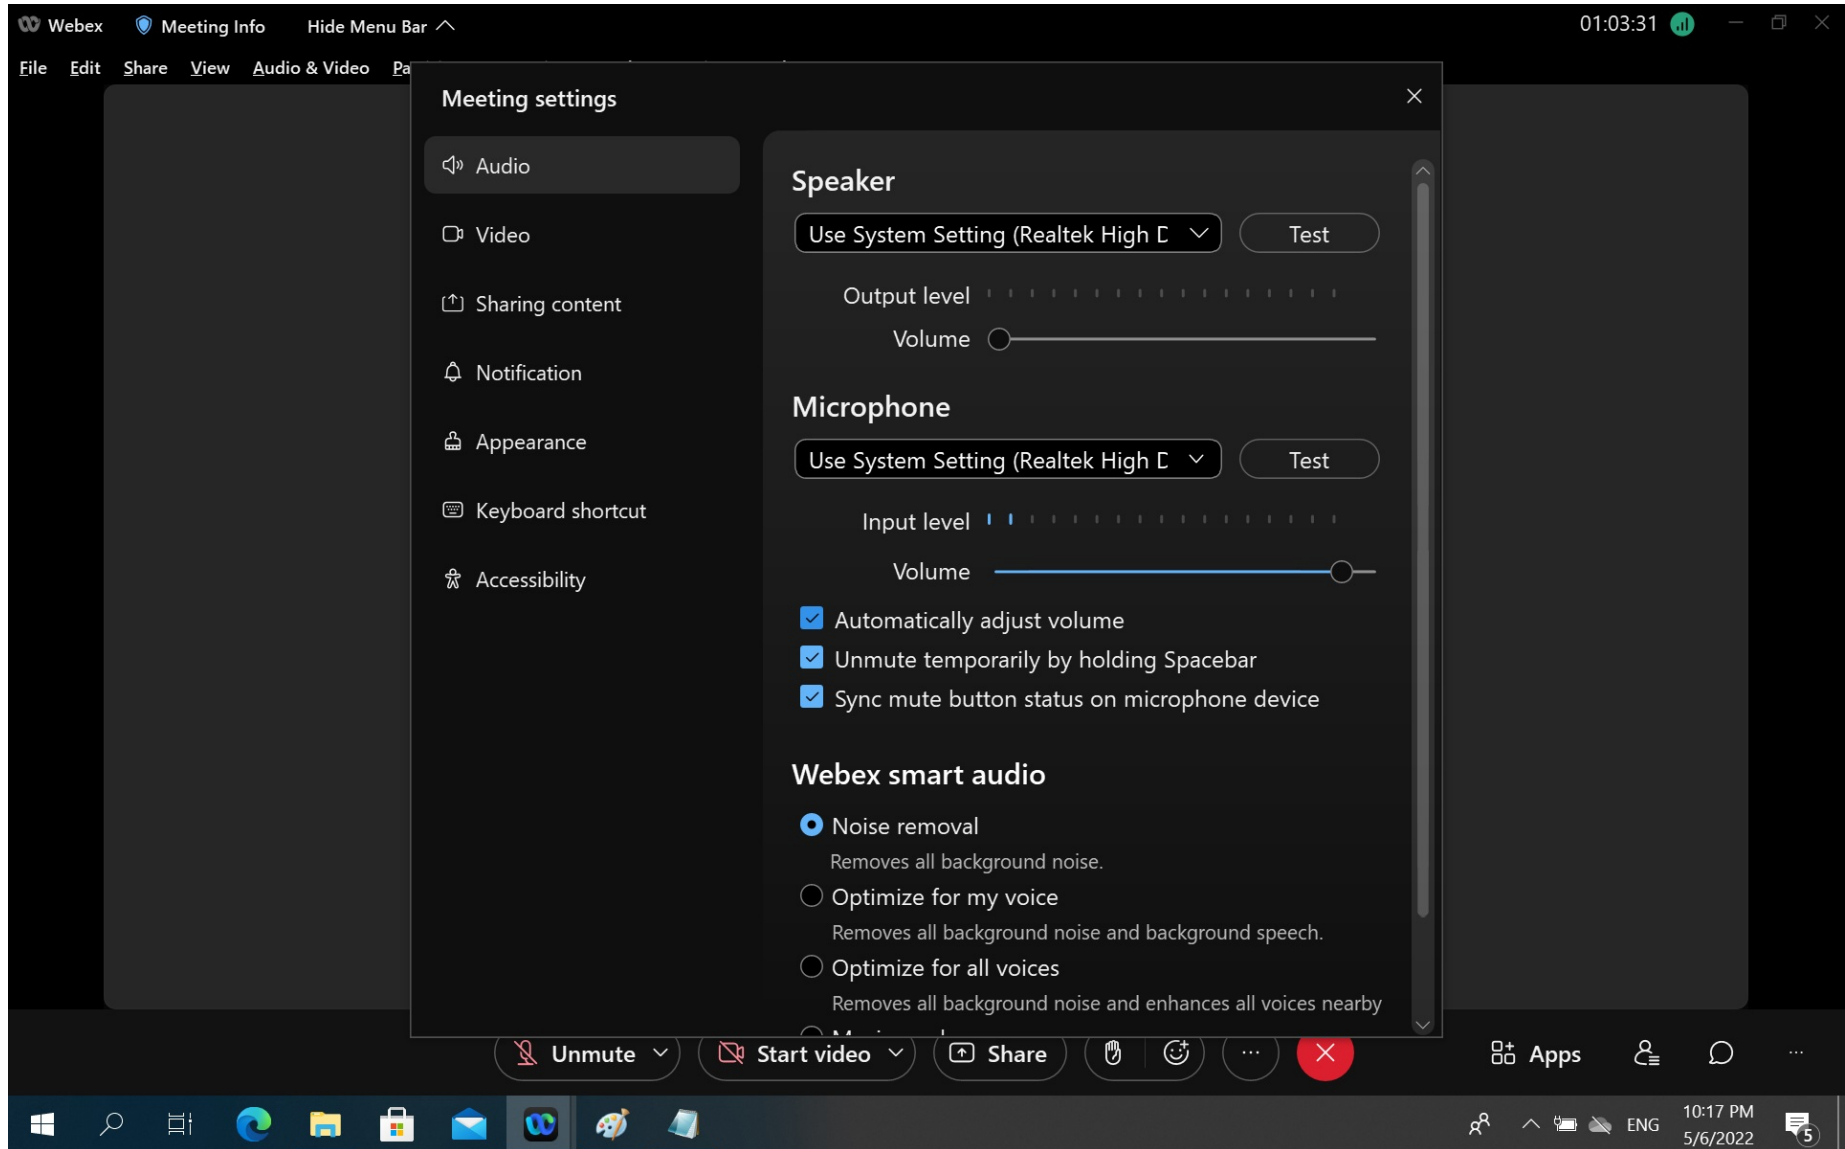 Webex Meeting Info Hide Menu Bar 01:03:31
File Edit Share View Audio & Video Pa
Meeting settings
Audio
Video
Sharing content
Notification
Appearance
Keyboard shortcut
Accessibility
Speaker
Use System Setting (Realtek High D Test
Output level
Volume
Microphone
Use System Setting (Realtek High D Test
Input level
Volume
Automatically adjust volume
Unmute temporarily by holding Spacebar
Sync mute button status on microphone device
Webex smart audio
Noise removal
Removes all background noise.
Optimize for my voice
Removes all background noise and background speech.
Optimize for all voices
Removes all background noise and enhances all voices nearby
Unmute Start video Share Apps
ENG
10:17 PM
5/6/2022
5